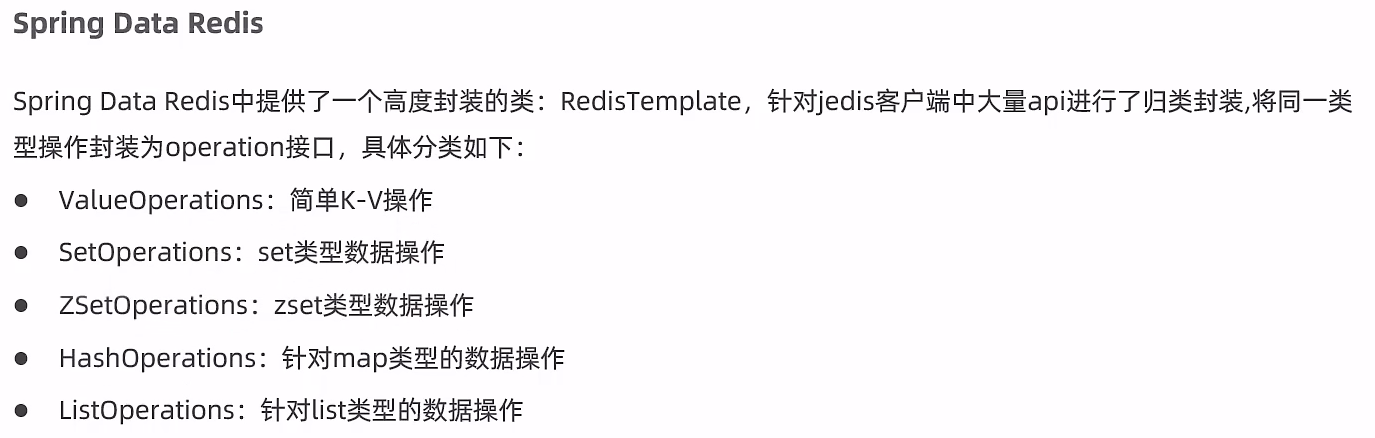 Spring Data Redis
Spring Data Redis中提供了一个高度封装的类：RedisTemplate，针对jedis客户端中大量api进行了归类封装,将同一类
型操作封装为operation接口，具体分类如下：
● ValueOperations：简单K-V操作
● SetOperations：set类型数据操作
● ZSetOperations：zset类型数据操作
● HashOperations：针对map类型的数据操作
● ListOperations：针对list类型的数据操作